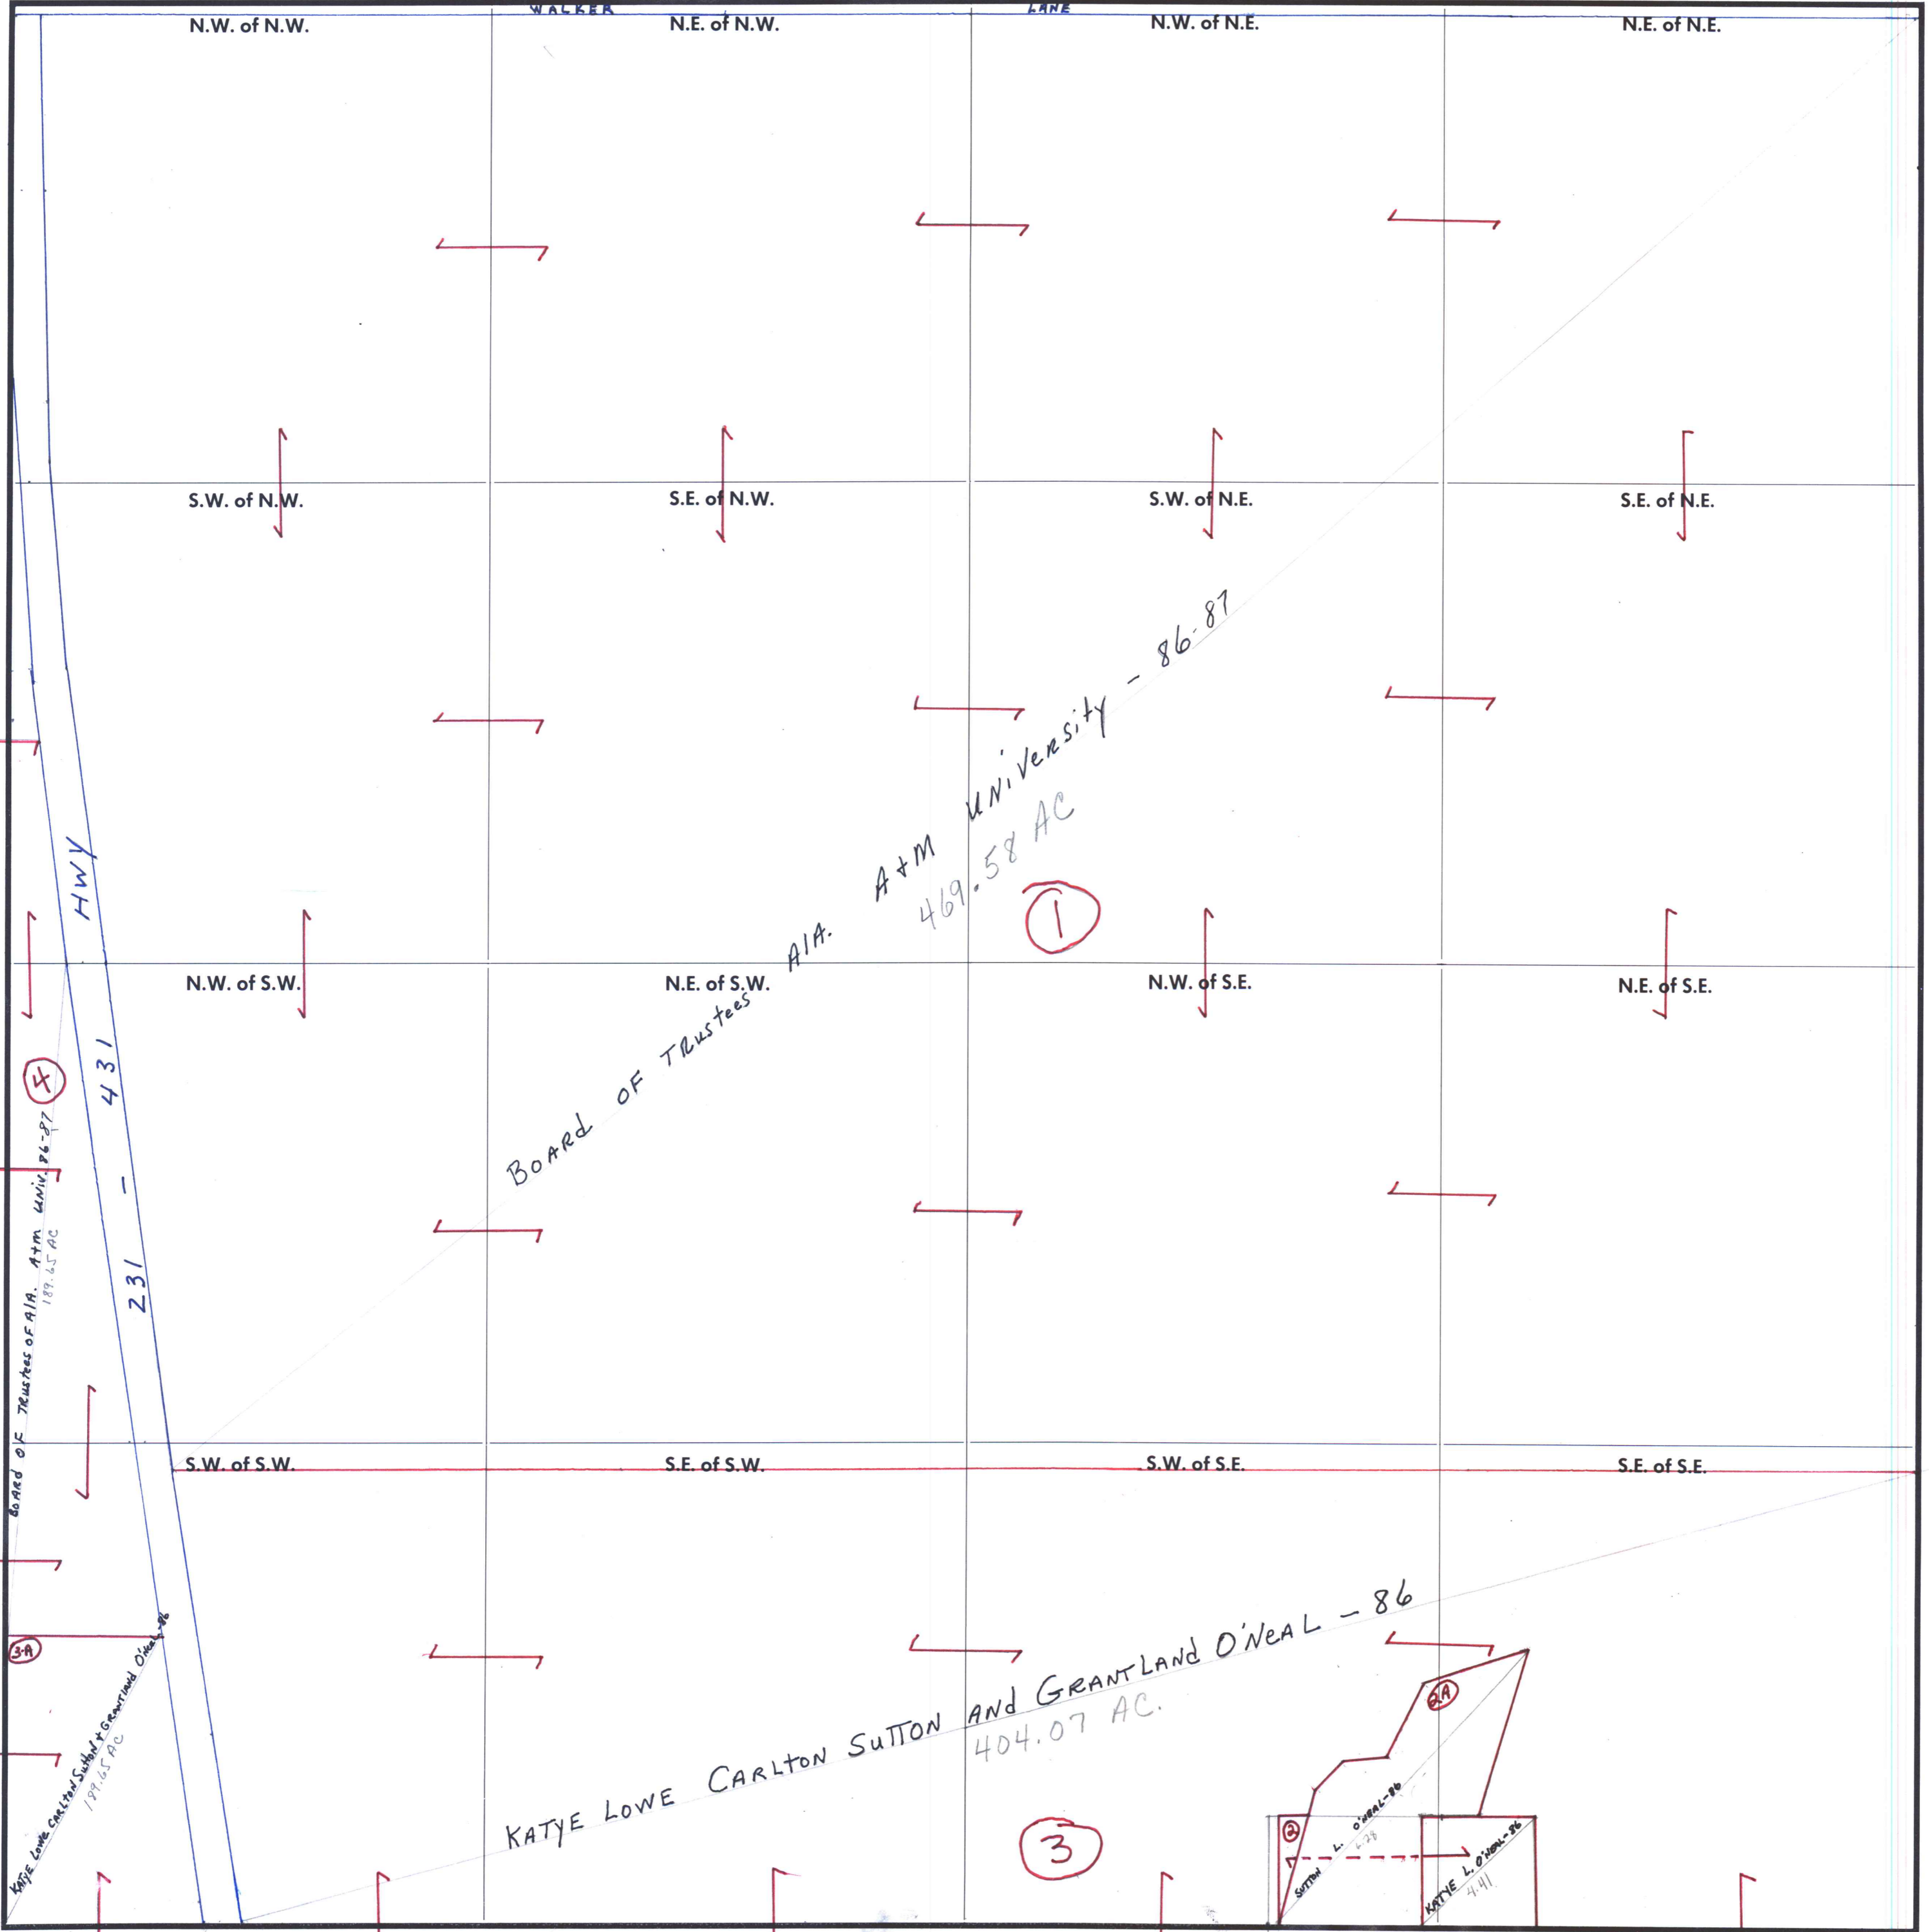 WALKER LANE
N.W. of N.W.
N.E. of N.W.
N.W. of N.E.
N.E. of N.E.
S.W. of N.W.
S.E. of N.W.
S.W. of N.E.
S.E. of N.E.
BOARD OF TRUSTEES ALA. A+M UNIVERSITY - 86-87
469.58 AC
1
HWY 231 - 431
N.W. of S.W.
N.E. of S.W.
N.W. of S.E.
N.E. of S.E.
4
BOARD OF TRUSTEES OF ALA. A+M UNIV. 86-87
189.65 AC
S.W. of S.W.
S.E. of S.W.
S.W. of S.E.
S.E. of S.E.
3-A
KATYE LOWE CARLTON SUTTON + GRANTLAND O'NEAL - 86
189.65 AC
KATYE LOWE CARLTON SUTTON AND GRANTLAND O'NEAL - 86
404.07 AC.
3
2A
2
SUTTON L. O'NEAL-86
KATYE L. O'NEAL-86
4.41